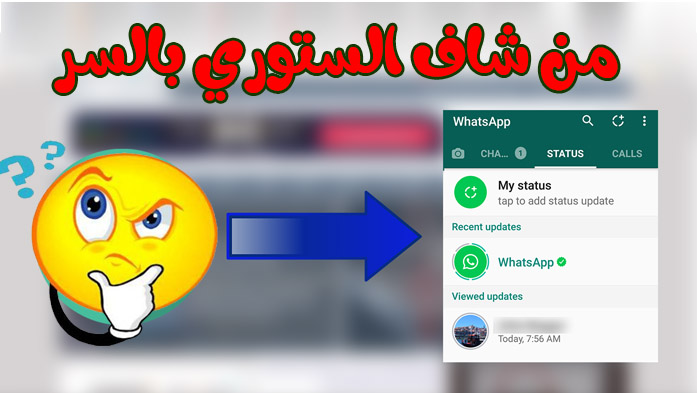 من شاف الستوري بالسر
? ?
WhatsApp
CHA... 1 STATUS CALLS
My status
tap to add status update
Recent updates
WhatsApp
Viewed updates
Today, 7:56 AM